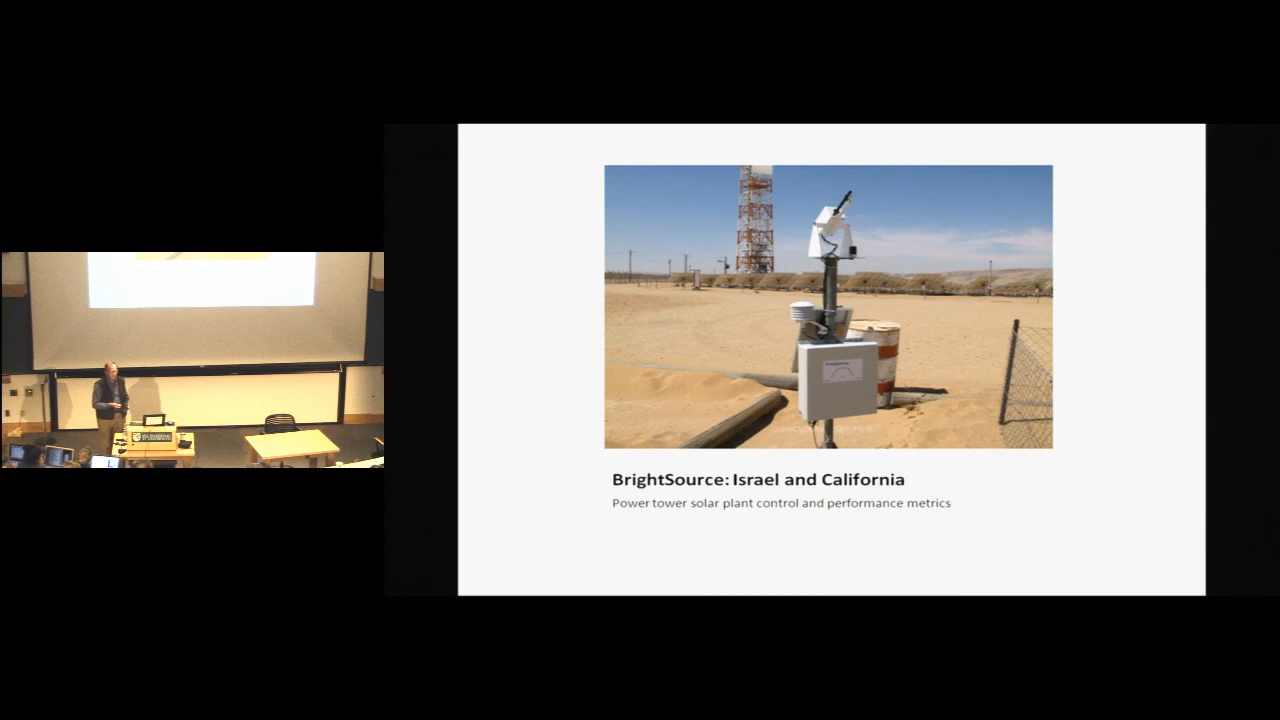 BrightSource: Israel and California
Power tower solar plant control and performance metrics